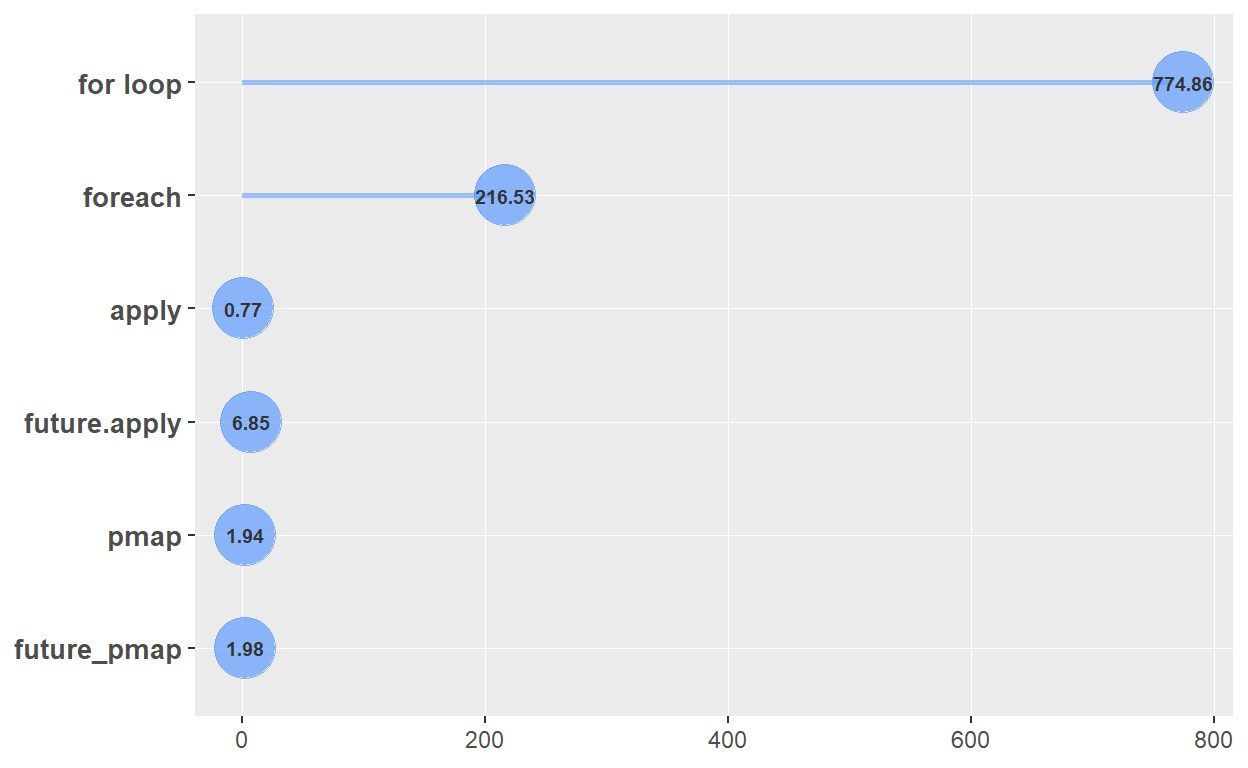 for loop
774.86
foreach
216.53
apply
0.77
future.apply
6.85
pmap
1.94
future_pmap
1.98
0 200 400 600 800